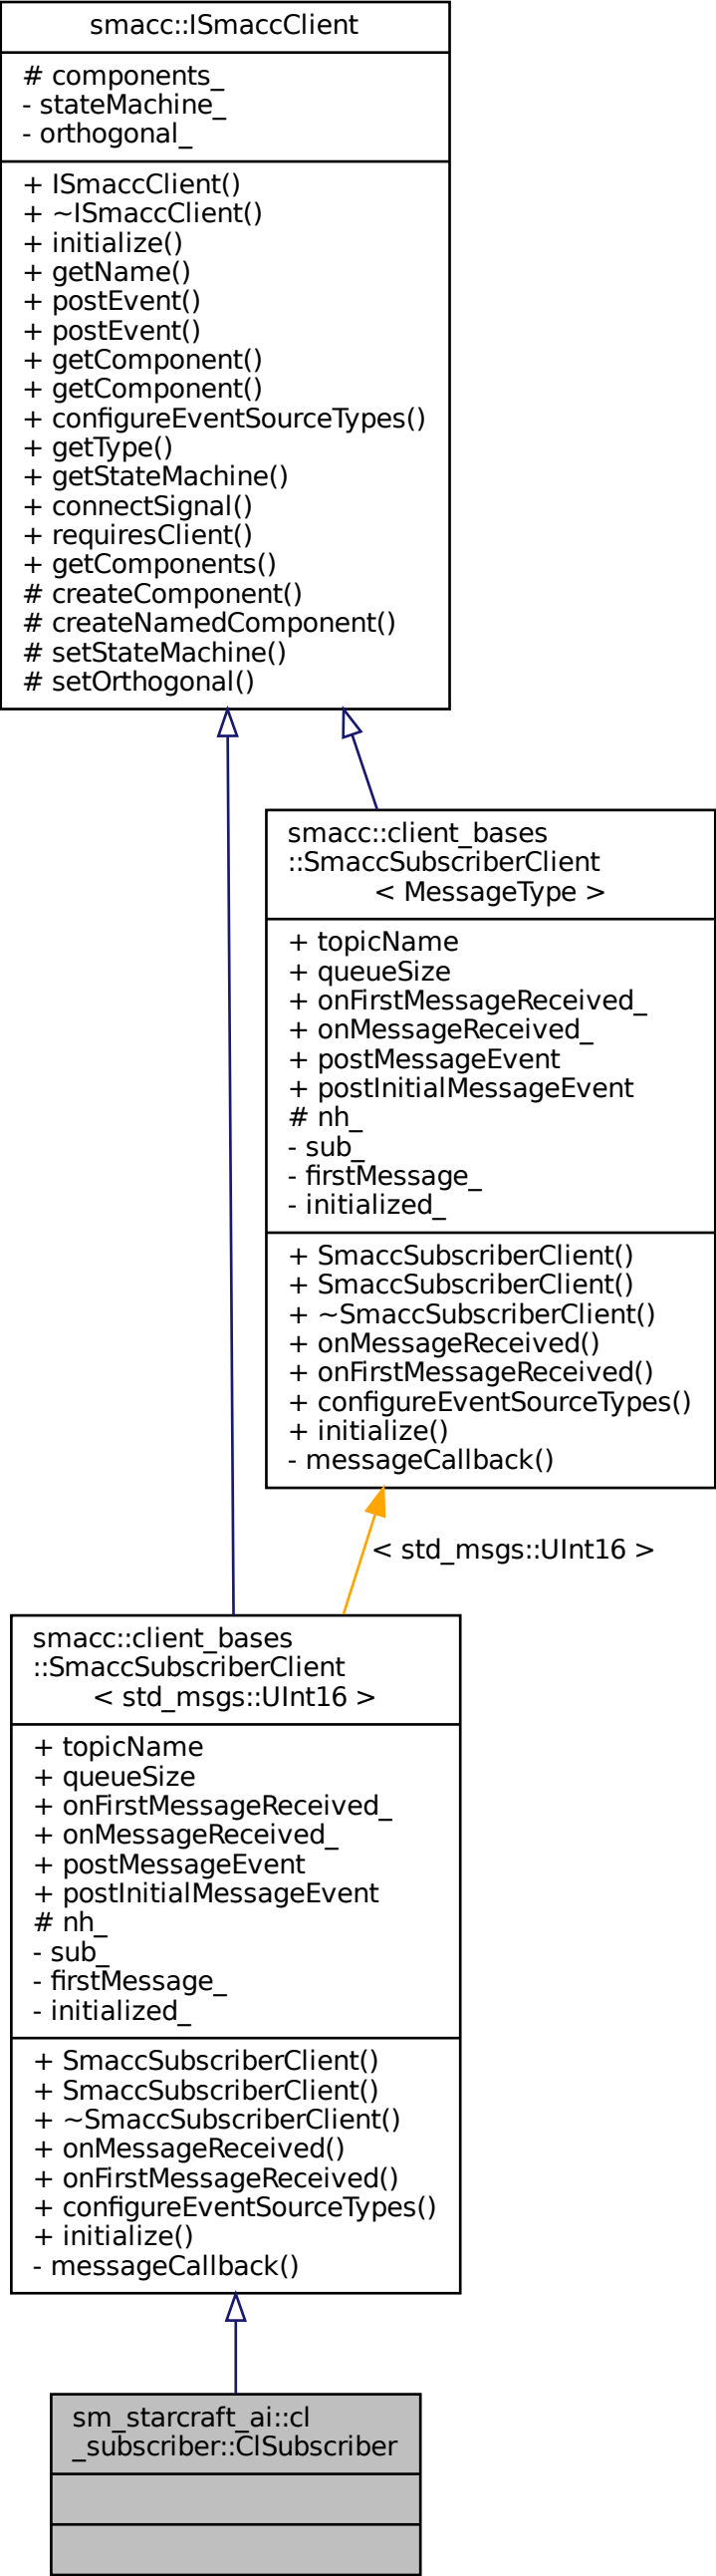 smacc::ISmaccClient
# components_
- stateMachine_
- orthogonal_
+ ISmaccClient()
+ ~ISmaccClient()
+ initialize()
+ getName()
+ postEvent()
+ postEvent()
+ getComponent()
+ getComponent()
+ configureEventSourceTypes()
+ getType()
+ getStateMachine()
+ connectSignal()
+ requiresClient()
+ getComponents()
# createComponent()
# createNamedComponent()
# setStateMachine()
# setOrthogonal()
smacc::client_bases
::SmaccSubscriberClient
< MessageType >
+ topicName
+ queueSize
+ onFirstMessageReceived_
+ onMessageReceived_
+ postMessageEvent
+ postInitialMessageEvent
# nh_
- sub_
- firstMessage_
- initialized_
+ SmaccSubscriberClient()
+ SmaccSubscriberClient()
+ ~SmaccSubscriberClient()
+ onMessageReceived()
+ onFirstMessageReceived()
+ configureEventSourceTypes()
+ initialize()
- messageCallback()
< std_msgs::UInt16 >
smacc::client_bases
::SmaccSubscriberClient
< std_msgs::UInt16 >
+ topicName
+ queueSize
+ onFirstMessageReceived_
+ onMessageReceived_
+ postMessageEvent
+ postInitialMessageEvent
# nh_
- sub_
- firstMessage_
- initialized_
+ SmaccSubscriberClient()
+ SmaccSubscriberClient()
+ ~SmaccSubscriberClient()
+ onMessageReceived()
+ onFirstMessageReceived()
+ configureEventSourceTypes()
+ initialize()
- messageCallback()
sm_starcraft_ai::cl
_subscriber::ClSubscriber